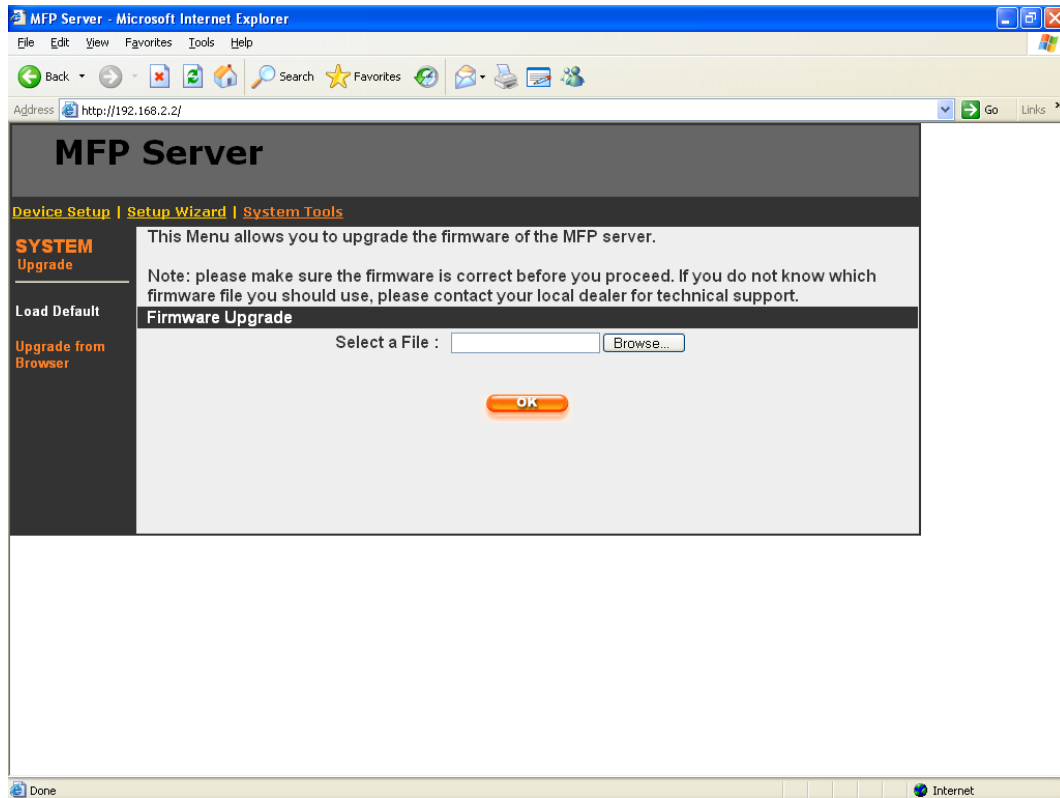 MFP Server - Microsoft Internet Explorer
File Edit View Favorites Tools Help
Back Search Favorites
Address http://192.168.2.2/ Go Links
MFP Server
Device Setup | Setup Wizard | System Tools
SYSTEM
Upgrade
Load Default
Upgrade from
Browser
This Menu allows you to upgrade the firmware of the MFP server.
Note: please make sure the firmware is correct before you proceed. If you do not know which
firmware file you should use, please contact your local dealer for technical support.
Firmware Upgrade
Select a File : Browse...
OK
Done Internet